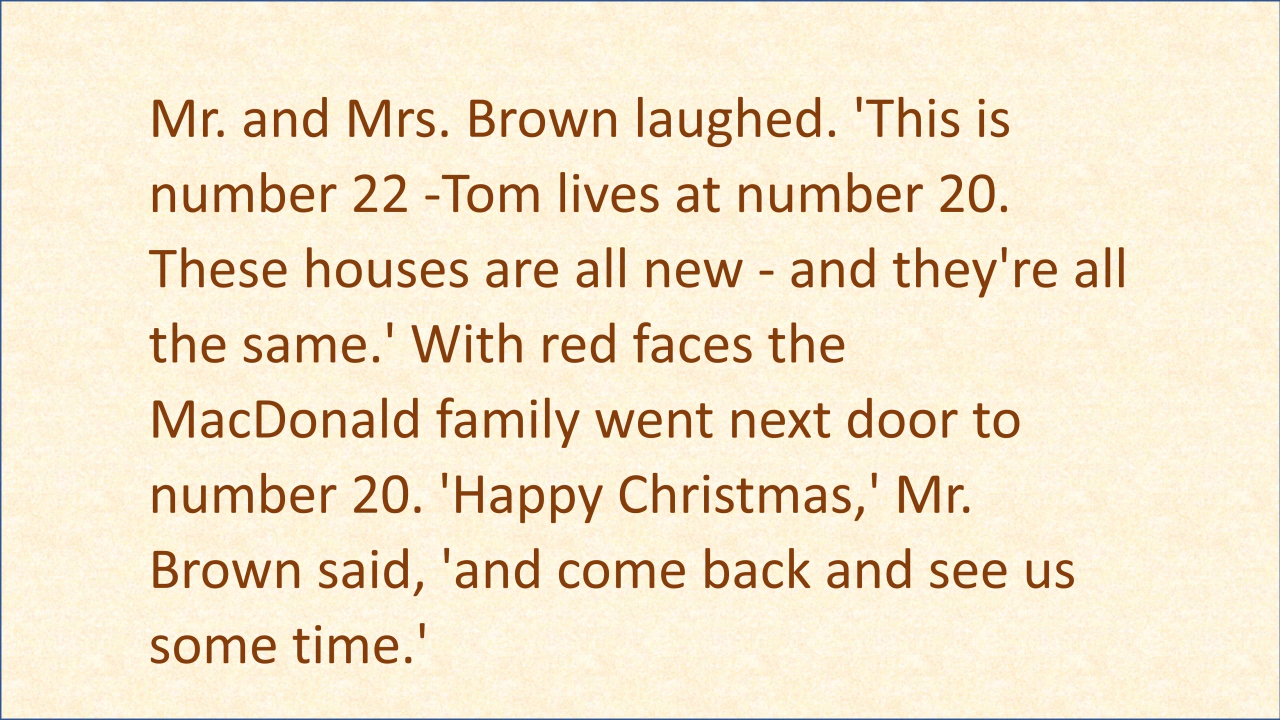 Mr. and Mrs. Brown laughed. 'This is
number 22 -Tom lives at number 20.
These houses are all new - and they're all
the same.' With red faces the
MacDonald family went next door to
number 20. 'Happy Christmas,' Mr.
Brown said, 'and come back and see us
some time.'